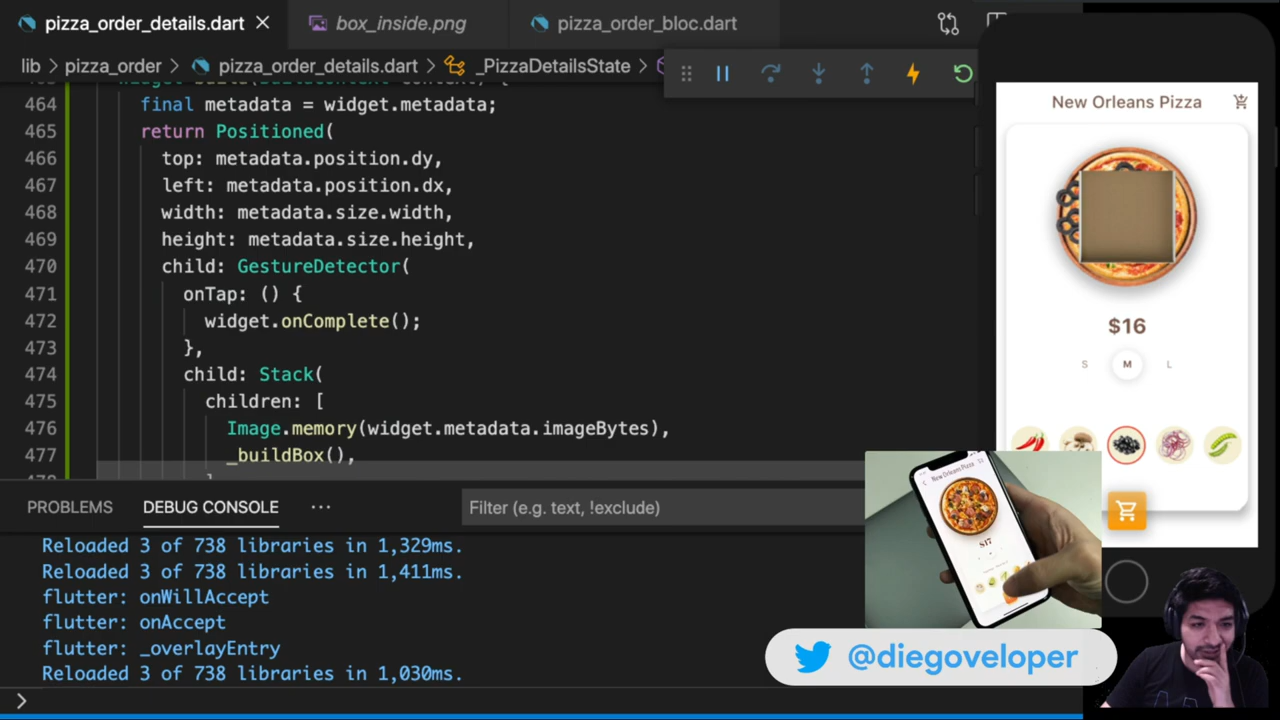 pizza_order_details.dart
box_inside.png
pizza_order_bloc.dart
lib > pizza_order > pizza_order_details.dart > _PizzaDetailsState >
464 final metadata = widget.metadata;
465 return Positioned(
466 top: metadata.position.dy,
467 left: metadata.position.dx,
468 width: metadata.size.width,
469 height: metadata.size.height,
470 child: GestureDetector(
471 onTap: () {
472 widget.onComplete();
473 },
474 child: Stack(
475 children: [
476 Image.memory(widget.metadata.imageBytes),
477 _buildBox(),
PROBLEMS
DEBUG CONSOLE
Filter (e.g. text, !exclude)
Reloaded 3 of 738 libraries in 1,329ms.
Reloaded 3 of 738 libraries in 1,411ms.
flutter: onWillAccept
flutter: onAccept
flutter: _overlayEntry
Reloaded 3 of 738 libraries in 1,030ms.
>
New Orleans Pizza
$16
S M L
New Orleans Pizza
$17
@diegoveloper